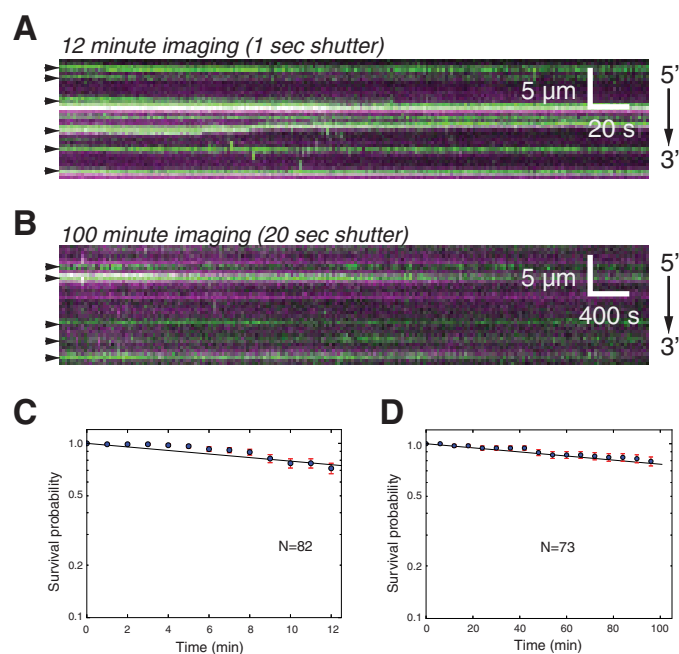 A
12 minute imaging (1 sec shutter)
5 µm
20 s
5'
3'
B
100 minute imaging (20 sec shutter)
5 µm
400 s
5'
3'
C
Survival probability
1.0
0.5
0.2
0.1
N=82
0 2 4 6 8 10 12
Time (min)
D
Survival probability
1.0
0.5
0.2
0.1
N=73
0 20 40 60 80 100
Time (min)